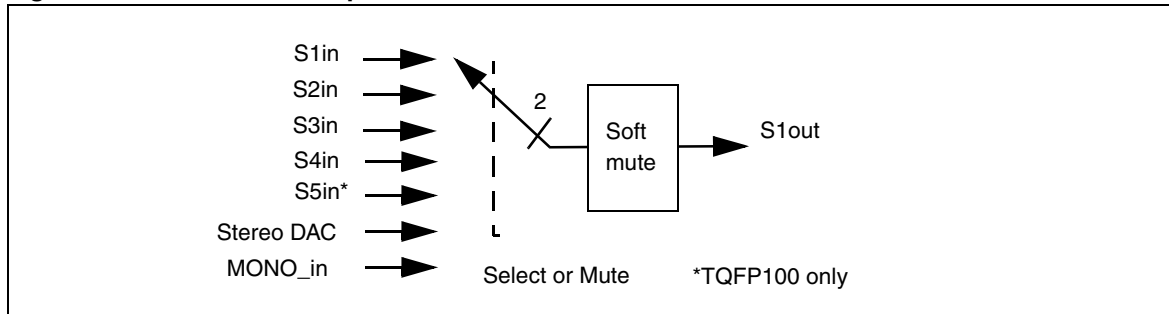 S1in
S2in
S3in
S4in
S5in*
Stereo DAC
MONO_in
2
Soft
mute
S1out
Select or Mute
*TQFP100 only